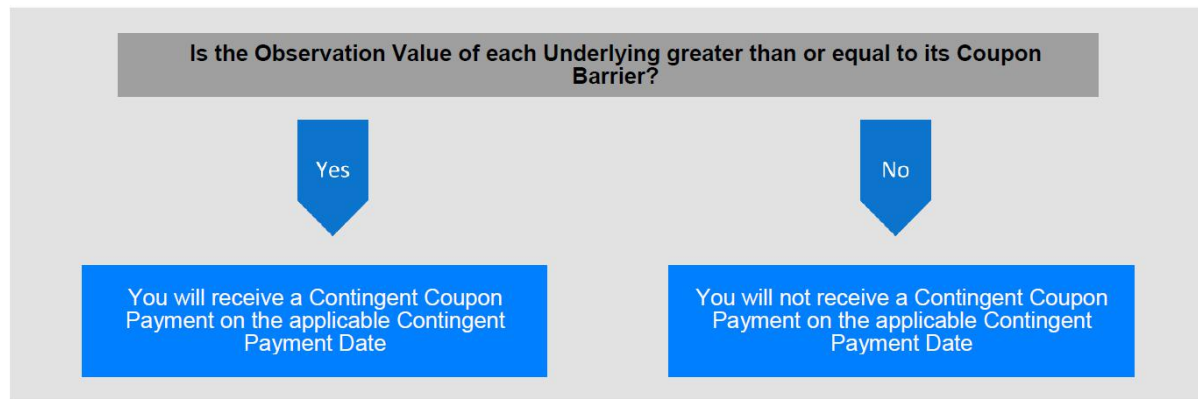 Is the Observation Value of each Underlying greater than or equal to its Coupon
Barrier?
Yes
No
You will receive a Contingent Coupon
Payment on the applicable Contingent
Payment Date
You will not receive a Contingent Coupon
Payment on the applicable Contingent
Payment Date